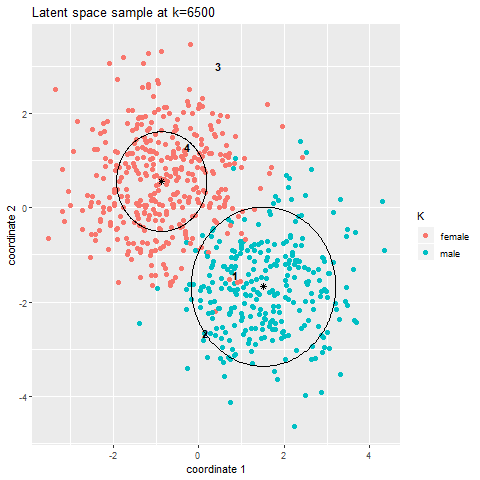 Latent space sample at k=6500
3
2
4
0
1
-2
2
-4
-2
0
2
4
coordinate 1
coordinate 2
K
female
male